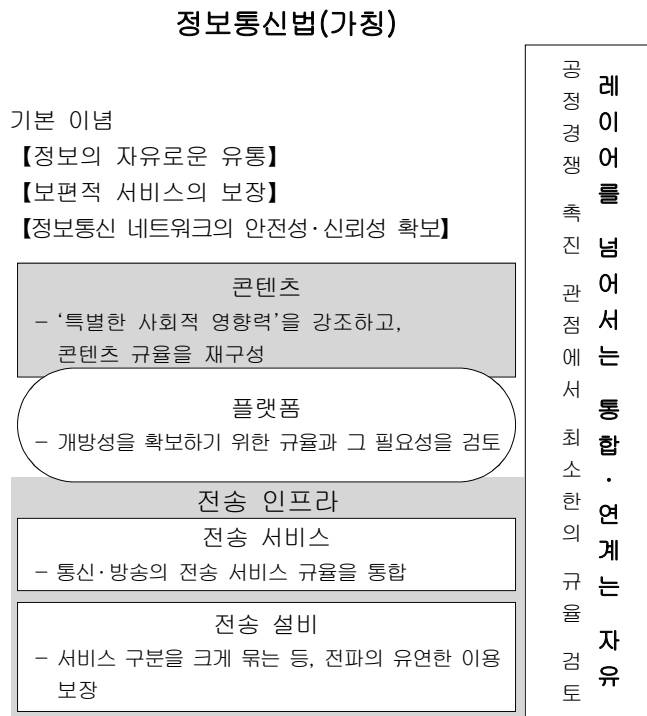 정보통신법(가칭)
기본 이념
【정보의 자유로운 유통】
【보편적 서비스의 보장】
【정보통신 네트워크의 안전성·신뢰성 확보】
콘텐츠
– ‘특별한 사회적 영향력’을 강조하고,
콘텐츠 규율을 재구성
플랫폼
– 개방성을 확보하기 위한 규율과 그 필요성을 검토
전송 인프라
전송 서비스
– 통신·방송의 전송 서비스 규율을 통합
전송 설비
– 서비스 구분을 크게 묶는 등, 전파의 유연한 이용
보장
레이어를 넘어서는 통합·연계는 자유
공정경쟁 촉진 관점에서 최소한의 규율 검토